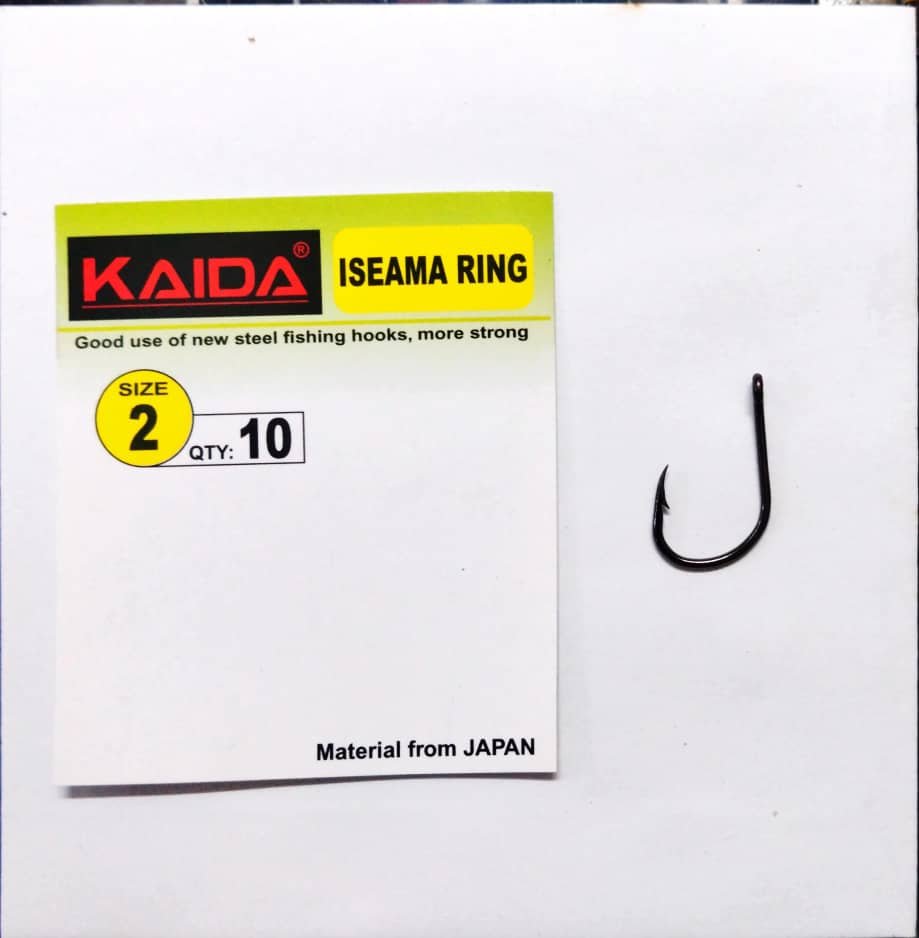 KAIDA®
ISEAMA RING
Good use of new steel fishing hooks, more strong
SIZE
2
QTY: 10
Material from JAPAN